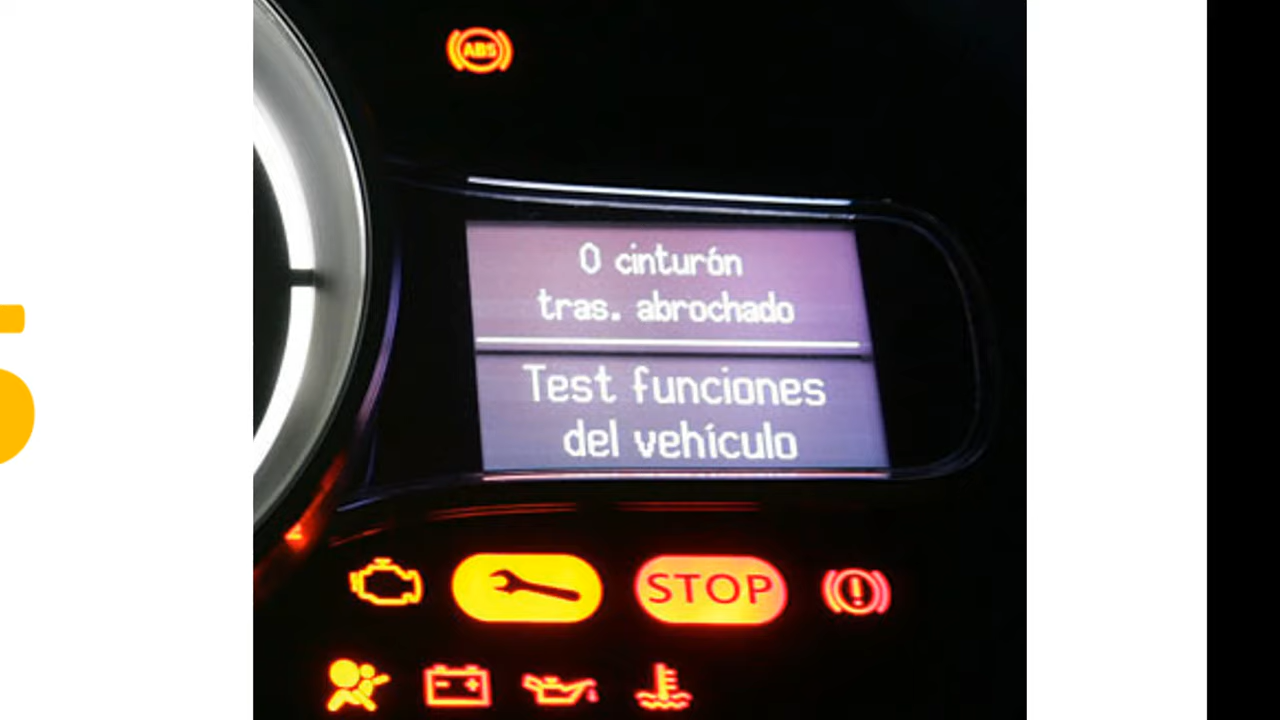 ABS
0 cinturón
tras. abrochado
Test funciones
del vehículo
STOP